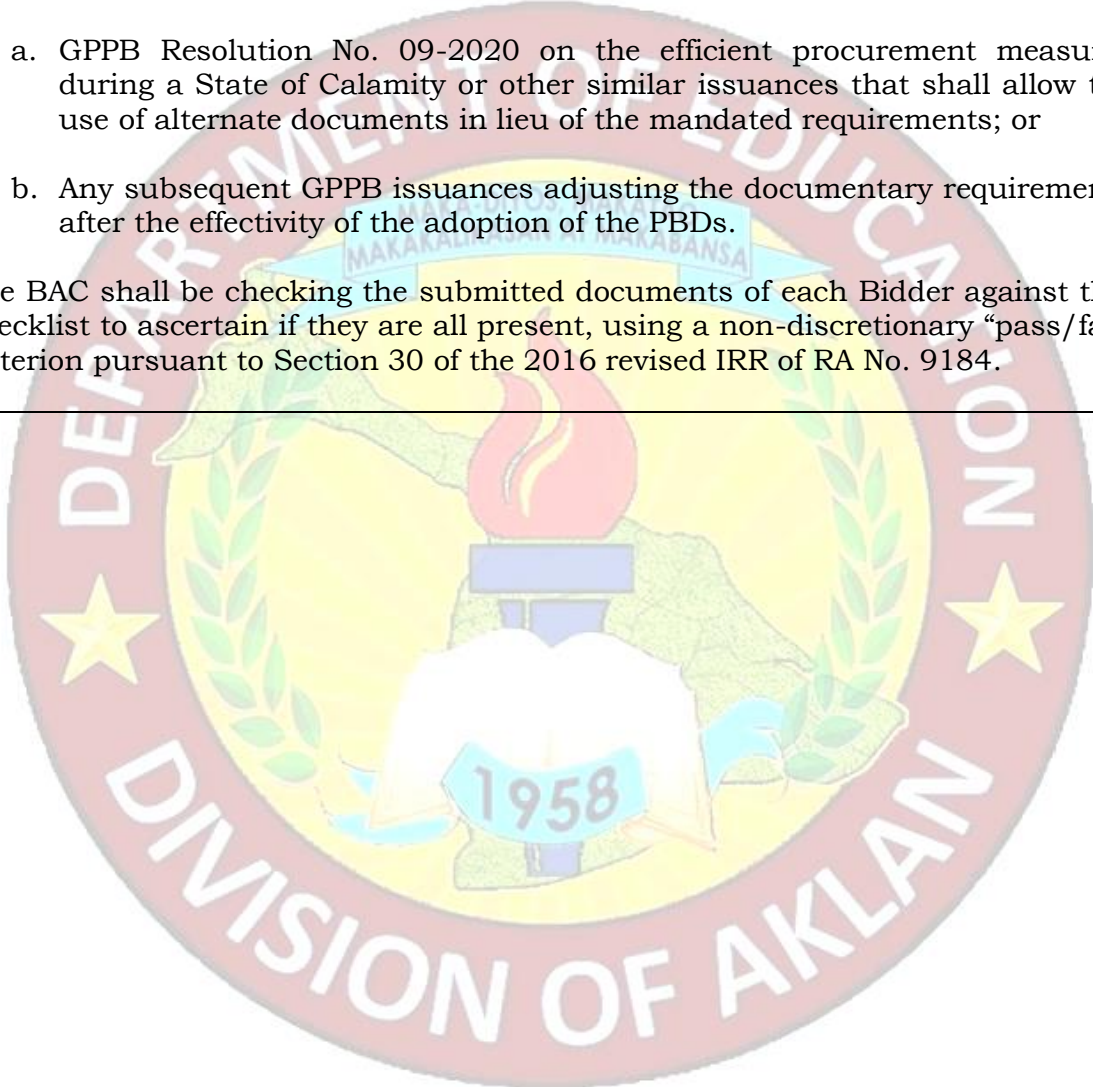 a. GPPB Resolution No. 09-2020 on the efficient procurement measur
during a State of Calamity or other similar issuances that shall allow t
use of alternate documents in lieu of the mandated requirements; or
b. Any subsequent GPPB issuances adjusting the documentary requiremen
after the effectivity of the adoption of the PBDs.
e BAC shall be checking the submitted documents of each Bidder against th
ecklist to ascertain if they are all present, using a non-discretionary “pass/fa
terion pursuant to Section 30 of the 2016 revised IRR of RA No. 9184.
DEPARTMENT OF EDUCATION
MAKA-DIYOS, MAKATAO
MAKAKALIKASAN AT MAKABANSA
1958
DIVISION OF AKLAN